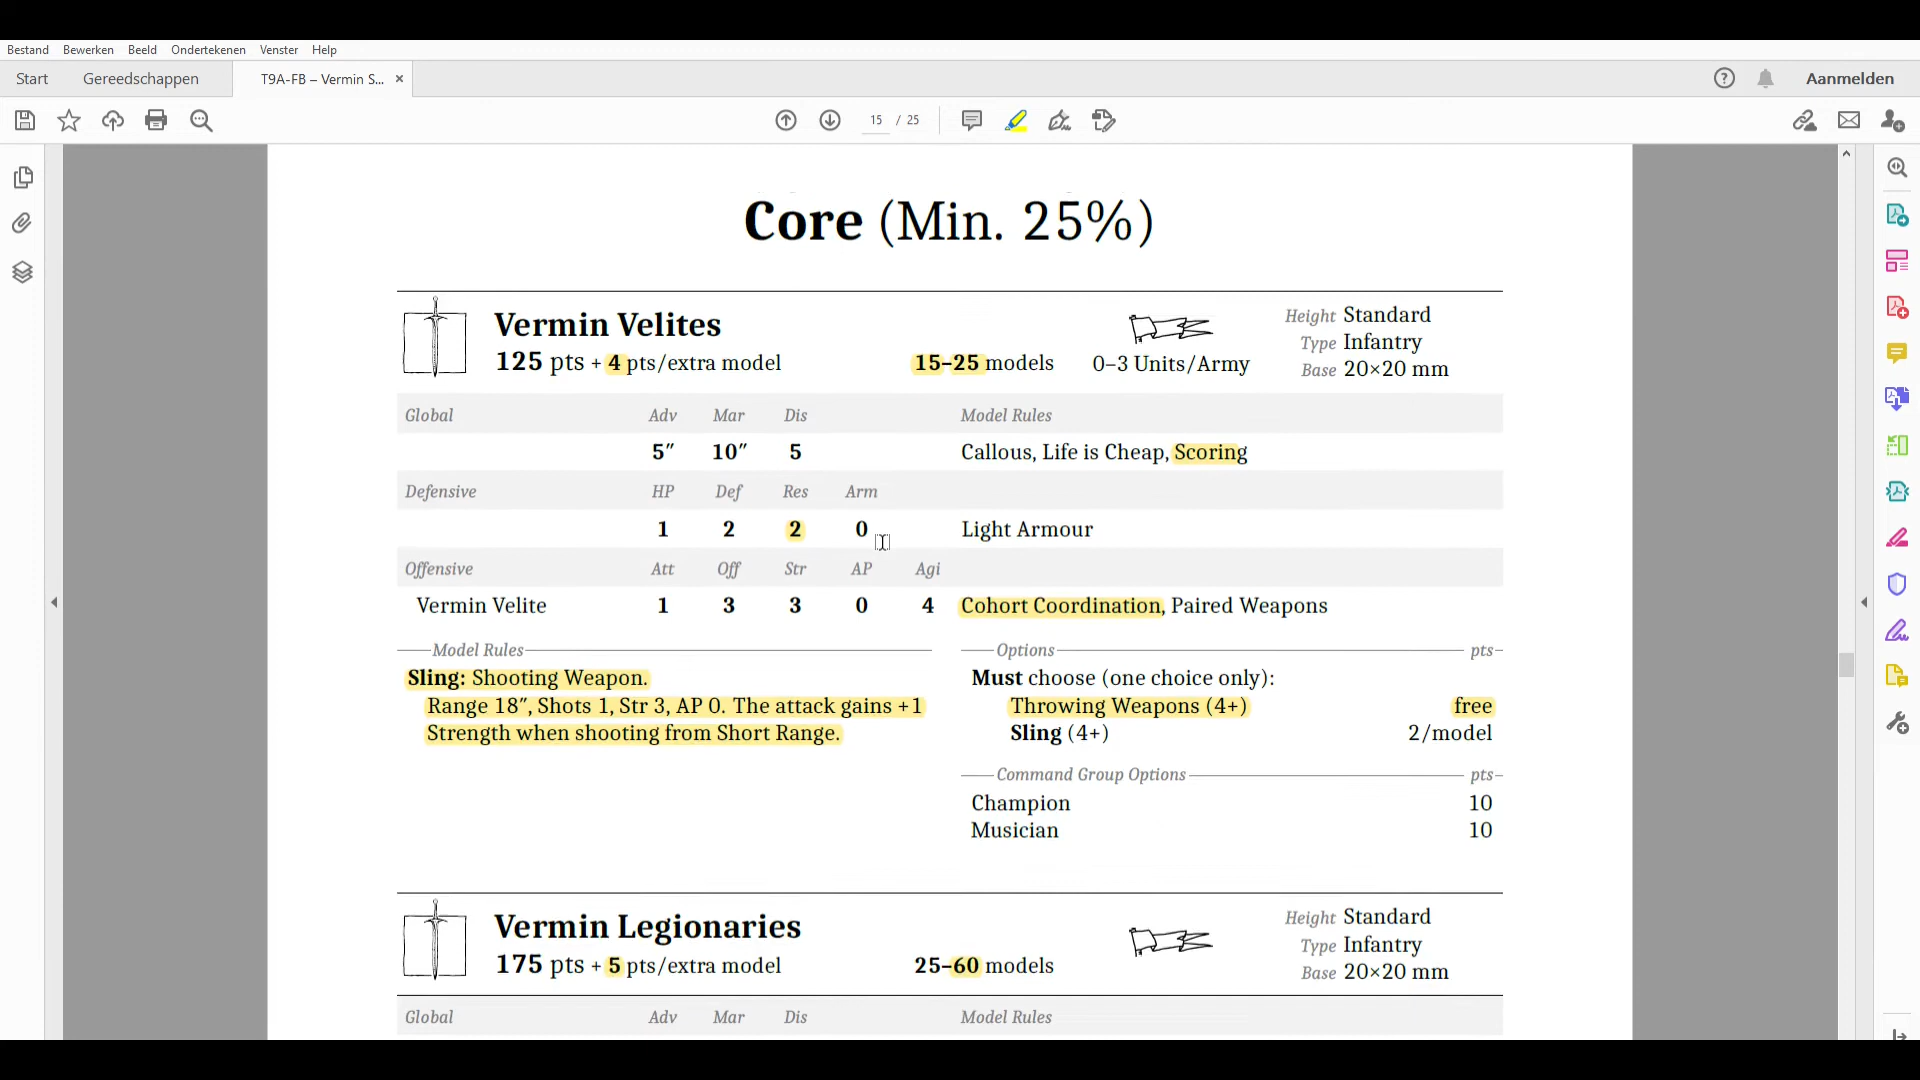 Bestand Bewerken Beeld Ondertekenen Venster Help
Start Gereedschappen T9A-FB – Vermin S... × Aanmelden
15 / 25
Core (Min. 25%)
Vermin Velites Height Standard
125 pts + 4 pts/extra model 15–25 models 0–3 Units/Army Type Infantry
Base 20×20 mm
Global Adv Mar Dis Model Rules
5″ 10″ 5 Callous, Life is Cheap, Scoring
Defensive HP Def Res Arm
1 2 2 0 Light Armour
Offensive Att Off Str AP Agi
Vermin Velite 1 3 3 0 4 Cohort Coordination, Paired Weapons
Model Rules Options pts
Sling: Shooting Weapon. Must choose (one choice only):
Range 18″, Shots 1, Str 3, AP 0. The attack gains +1 Throwing Weapons (4+) free
Strength when shooting from Short Range. Sling (4+) 2/model
Command Group Options pts
Champion 10
Musician 10
Vermin Legionaries Height Standard
175 pts + 5 pts/extra model 25–60 models Type Infantry
Base 20×20 mm
Global Adv Mar Dis Model Rules